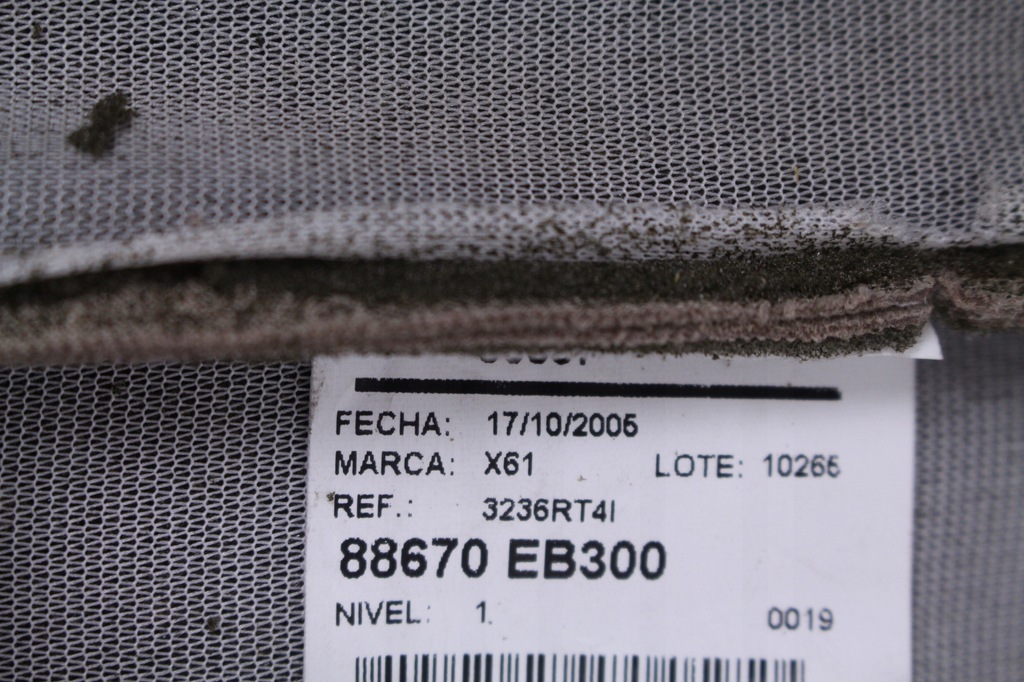 FECHA: 17/10/2006
MARCA: X61 LOTE: 10266
REF.: 3236RT4I
88670 EB300
NIVEL: 1. 0019